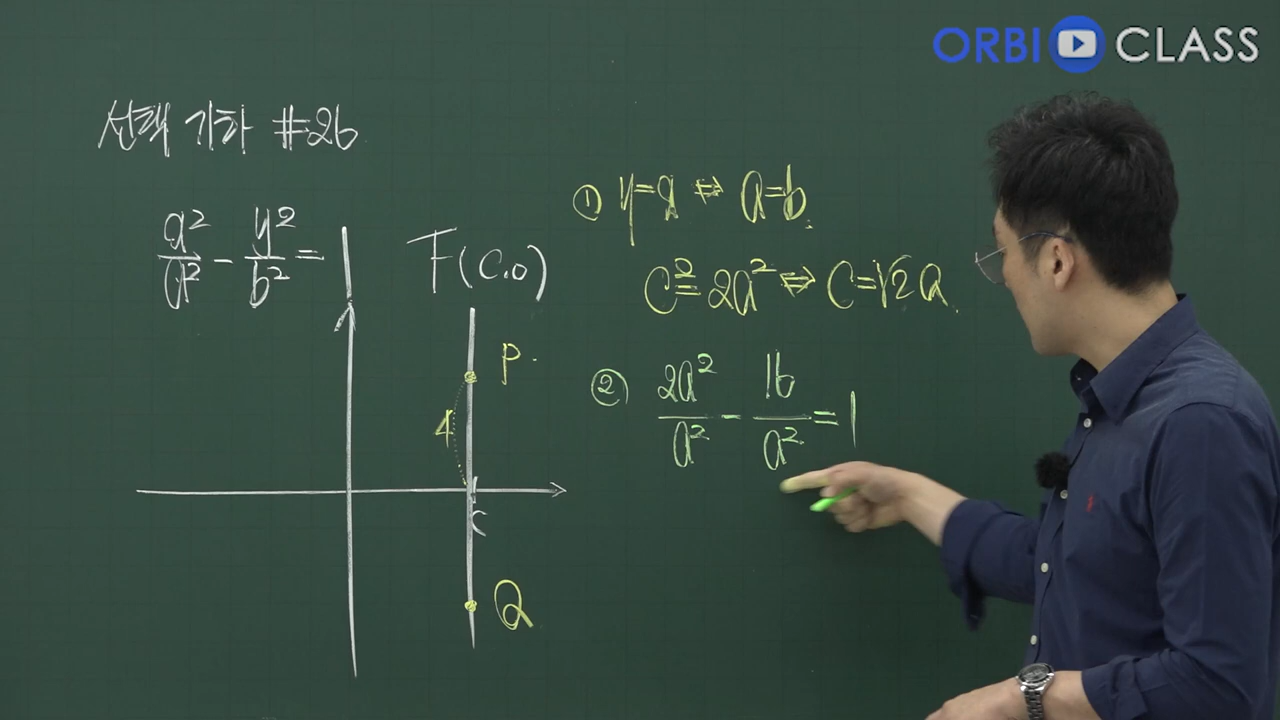 ORBI CLASS
선택 기하 #26
x²/a² - y²/b² =
F(c.0)
P
4
c
Q
① y=x ⇔ a=b.
c²=2a² ⇔ c=√2a.
② 2a²/a² - 16/a² = 1